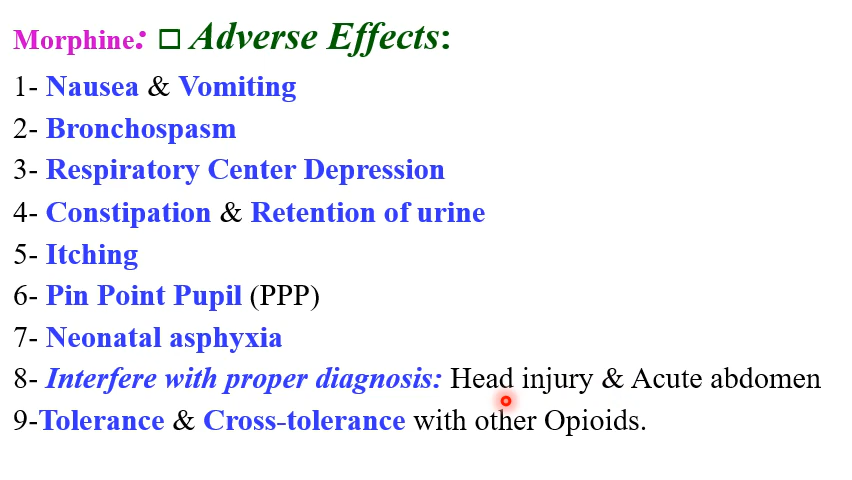 Morphine: □ Adverse Effects:
1- Nausea & Vomiting
2- Bronchospasm
3- Respiratory Center Depression
4- Constipation & Retention of urine
5- Itching
6- Pin Point Pupil (PPP)
7- Neonatal asphyxia
8- Interfere with proper diagnosis: Head injury & Acute abdomen
9-Tolerance & Cross-tolerance with other Opioids.